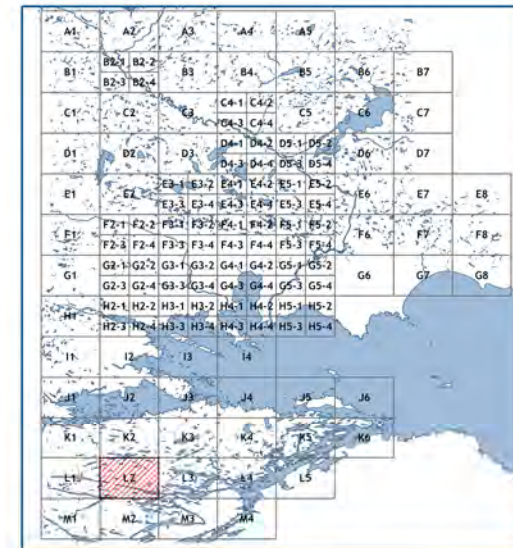 A1 A2 A3 A4 A5
B2-1 B2-2
B1 B3 B4 B5 B6 B7
B2-3 B2-4
C4-1 C4-2
C1 C2 C3 C5 C6 C7
C4-3 C4-4
D4-1 D4-2 D5-1 D5-2
D1 D2 D3 D6 D7
D4-3 D4-4 D5-3 D5-4
E3-1 E3-2 E4-1 E4-2 E5-1 E5-2
E1 E2 E6 E7 E8
E3-3 E3-4 E4-3 E4-4 E5-3 E5-4
F2-1 F2-2 F3-1 F3-2 F4-1 F4-2 F5-1 F5-2
F1 F6 F7 F8
F2-3 F2-4 F3-3 F3-4 F4-3 F4-4 F5-3 F5-4
G2-1 G2-2 G3-1 G3-2 G4-1 G4-2 G5-1 G5-2
G1 G6 G7 G8
G2-3 G2-4 G3-3 G3-4 G4-3 G4-4 G5-3 G5-4
H2-1 H2-2 H3-1 H3-2 H4-1 H4-2 H5-1 H5-2
H1
H2-3 H2-4 H3-3 H3-4 H4-3 H4-4 H5-3 H5-4
I1 I2 I3 I4
J1 J2 J3 J4 J5 J6
K1 K2 K3 K4 K5 K6
L1 L2 L3 L4 L5
M1 M2 M3 M4